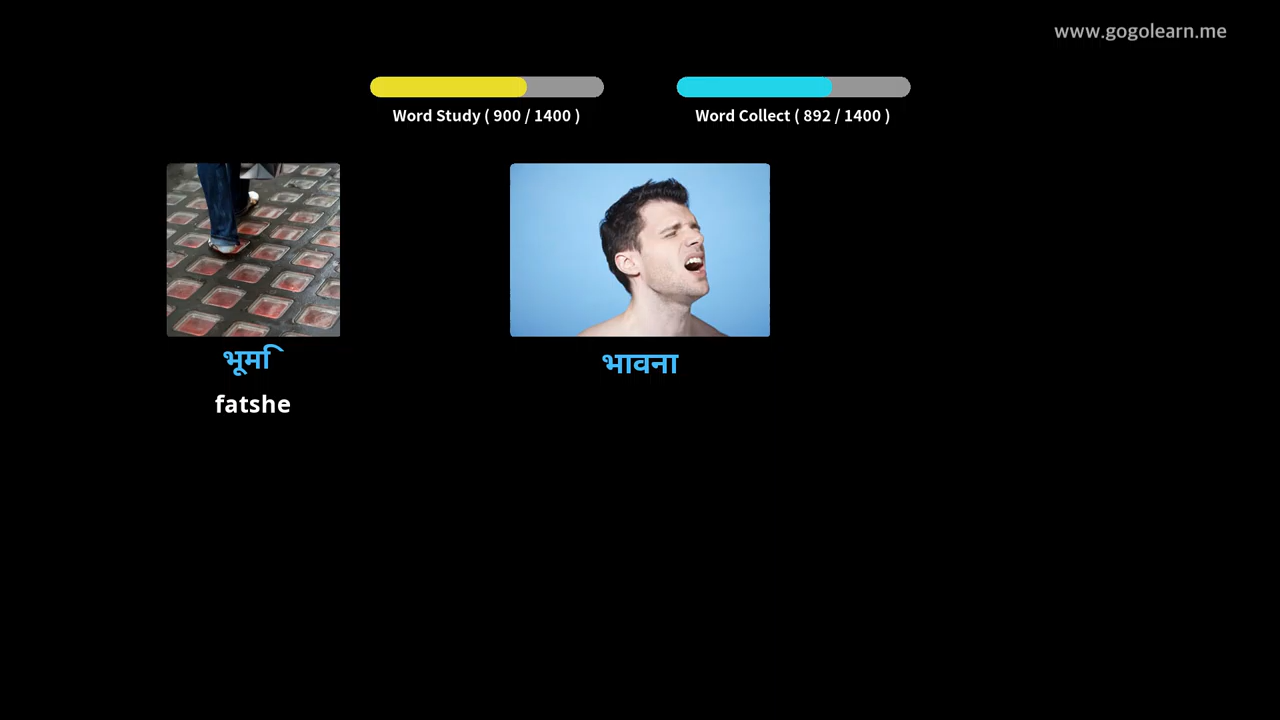 www.gogolearn.me
Word Study ( 900 / 1400 )
Word Collect ( 892 / 1400 )
भूमि
fatshe
भावना